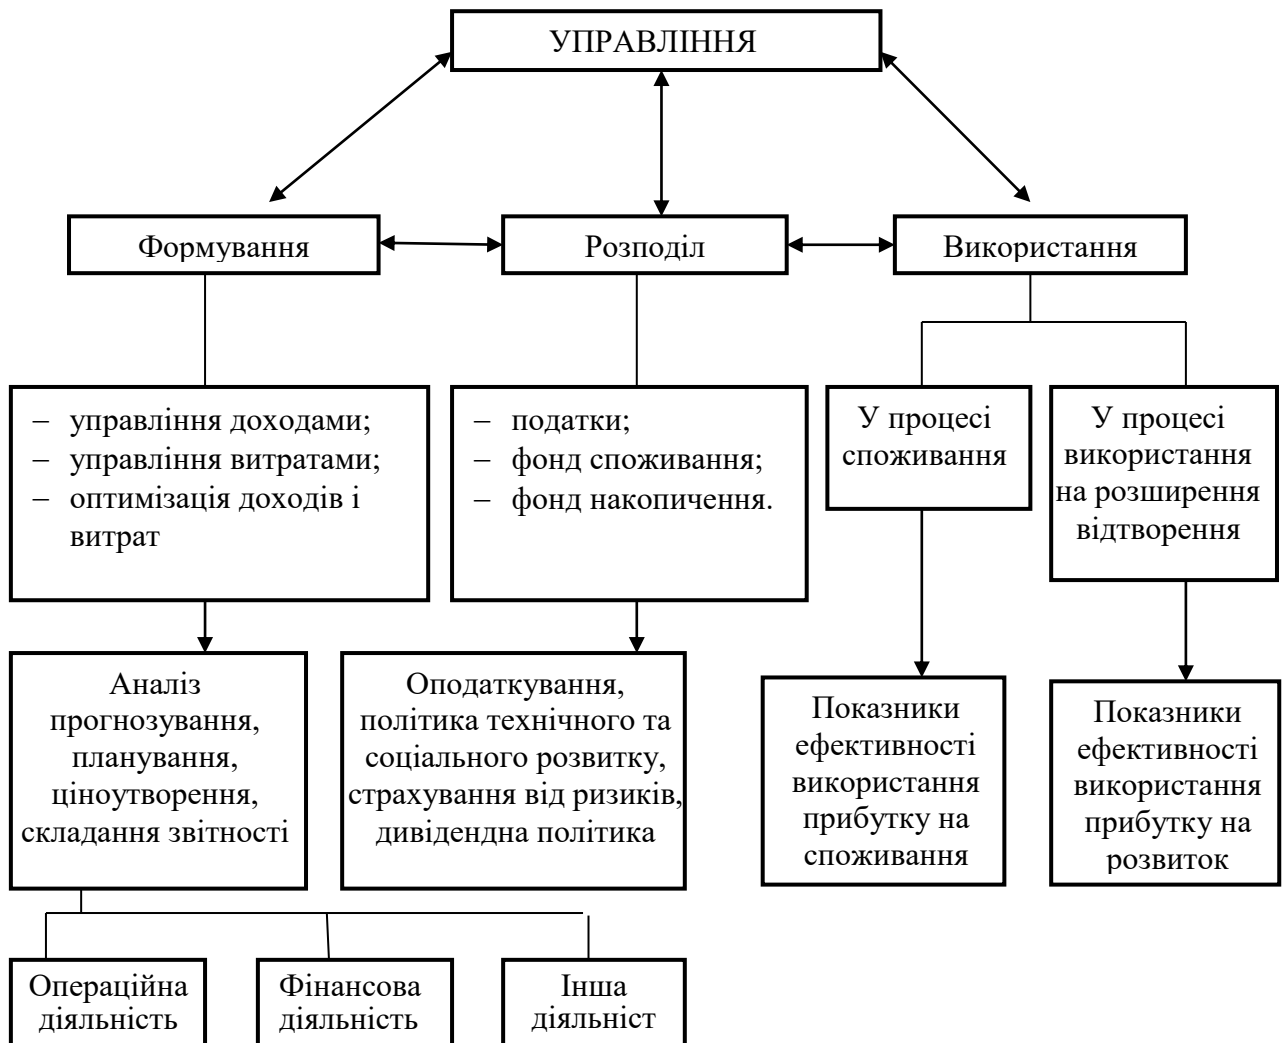 УПРАВЛІННЯ
Формування
Розподіл
Використання
– управління доходами;
– управління витратами;
– оптимізація доходів і
витрат
– податки;
– фонд споживання;
– фонд накопичення.
У процесі
споживання
У процесі
використання
на розширення
відтворення
Аналіз
прогнозування,
планування,
ціноутворення,
складання звітності
Оподаткування,
політика технічного та
соціального розвитку,
страхування від ризиків,
дивідендна політика
Показники
ефективності
використання
прибутку на
споживання
Показники
ефективності
використання
прибутку на
розвиток
Операційна
діяльність
Фінансова
діяльність
Інша
діяльніст